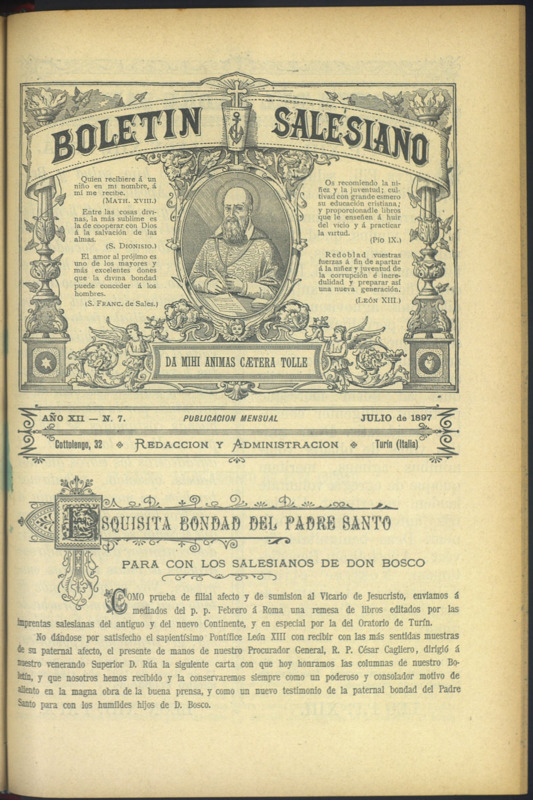 BOLETIN SALESIANO
Quien recibiere á un
niño en mi nombre, á
mi me recibe.
(MATH. XVIII.)
Entre las cosas divi-
nas, la más sublime es
la de cooperar con Dios
á la salvación de las
almas.
(S. DIONISIO.)
El amor al prójimo es
uno de los mayores y
más excelentes dones
que la divina bondad
puede conceder á los
hombres.
(S. FRANC. de Sales.)
Os recomiendo la ni-
ñez y la juventud; cul-
tivad con grande esmero
su educación cristiana;
y proporcionadle libros
que le enseñen á huir
del vicio y á practicar
la virtud.
(PIO IX.)
Redoblad vuestras
fuerzas á fin de apartar
á la niñez y juventud de
la corrupción é incre-
dulidad y preparar así
una nueva generación.
(LEÓN XIII.)
DA MIHI ANIMAS CÆTERA TOLLE
AÑO XII — N. 7. PUBLICACION MENSUAL JULIO de 1897
Cottolengo, 32 REDACCION Y ADMINISTRACION Turín (Italia)
ESQUISITA BONDAD DEL PADRE SANTO
PARA CON LOS SALESIANOS DE DON BOSCO
COMO prueba de filial afecto y de sumision al Vicario de Jesucristo, enviamos á
mediados del p. p. Febrero á Roma una remesa de libros editados por las
imprentas salesianas del antiguo y del nuevo Continente, y en especial por la del Oratorio de Turín.
No dándose por satisfecho el sapientísimo Pontífice León XIII con recibir con las más sentidas muestras
de su paternal afecto, el presente de manos de nuestro Procurador General, R. P. César Cagliero, dirigió á
nuestro venerando Superior D. Rúa la siguiente carta con que hoy honramos las columnas de nuestro Bo-
letín, y que nosotros hemos recibido y la conservaremos siempre como un poderoso y consolador motivo de
aliento en la magna obra de la buena prensa, y como un nuevo testimonio de la paternal bondad del Padre
Santo para con los humildes hijos de D. Bosco.